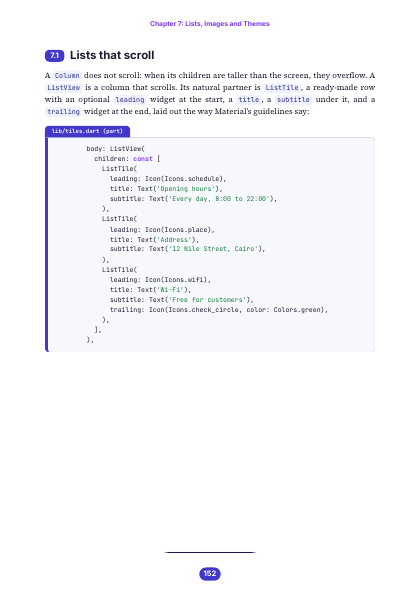 Chapter 7: Lists, Images and Themes
7.1 Lists that scroll
A Column does not scroll: when its children are taller than the screen, they overflow. A
ListView is a column that scrolls. Its natural partner is ListTile, a ready-made row
with an optional leading widget at the start, a title, a subtitle under it, and a
trailing widget at the end, laid out the way Material's guidelines say:
lib/tiles.dart (part)
body: ListView(
children: const [
ListTile(
leading: Icon(Icons.schedule),
title: Text('Opening hours'),
subtitle: Text('Every day, 8:00 to 22:00'),
),
ListTile(
leading: Icon(Icons.place),
title: Text('Address'),
subtitle: Text('12 Nile Street, Cairo'),
),
ListTile(
leading: Icon(Icons.wifi),
title: Text('Wi-Fi'),
subtitle: Text('Free for customers'),
trailing: Icon(Icons.check_circle, color: Colors.green),
),
],
),
152